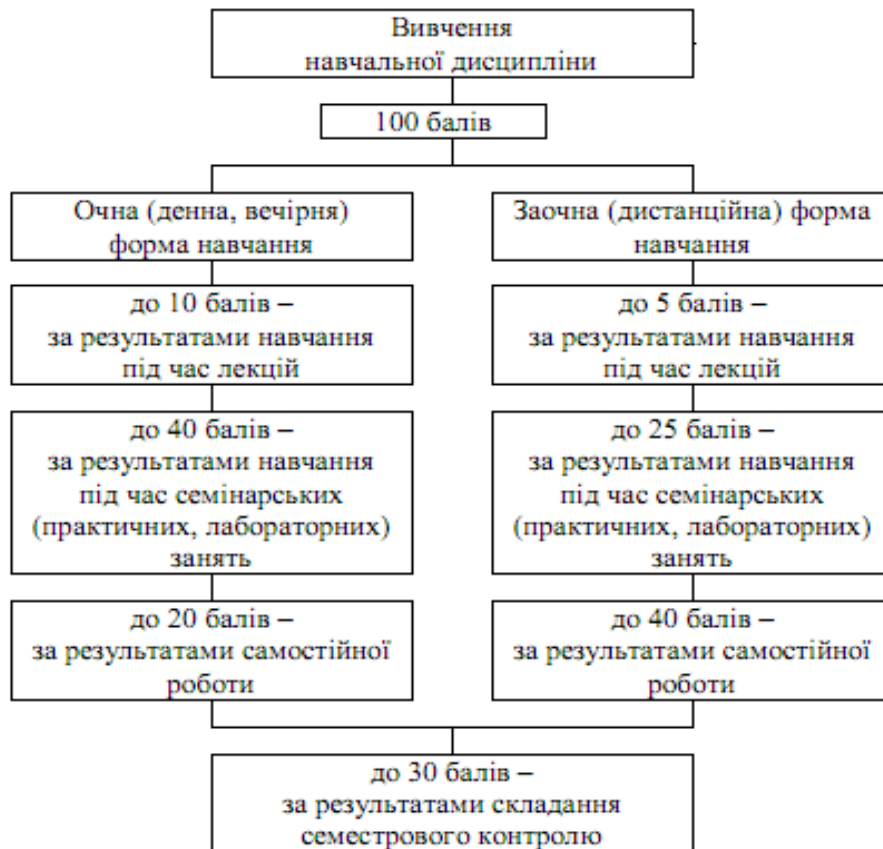 Вивчення
навчальної дисципліни
100 балів
Очна (денна, вечірня)
форма навчання
до 10 балів –
за результатами навчання
під час лекцій
до 40 балів –
за результатами навчання
під час семінарських
(практичних, лабораторних)
занять
до 20 балів –
за результатами самостійної
роботи
Заочна (дистанційна) форма
навчання
до 5 балів –
за результатами навчання
під час лекцій
до 25 балів –
за результатами навчання
під час семінарських
(практичних, лабораторних)
занять
до 40 балів –
за результатами самостійної
роботи
до 30 балів –
за результатами складання
семестрового контролю